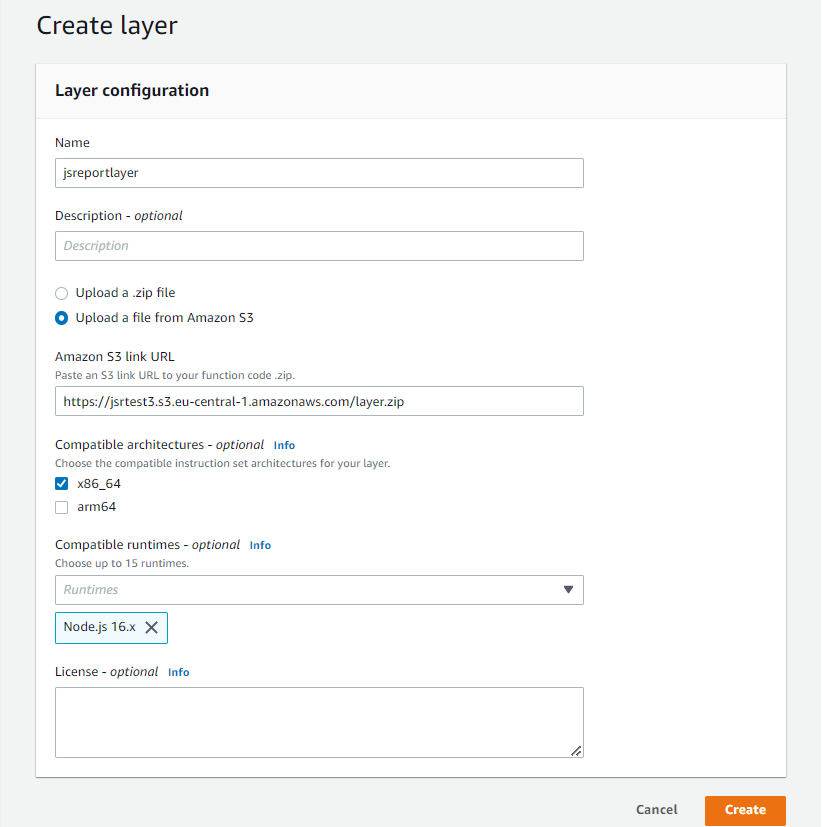 Create layer
Layer configuration
Name
jsreportlayer
Description - optional
Description
Upload a .zip file
Upload a file from Amazon S3
Amazon S3 link URL
Paste an S3 link URL to your function code .zip.
https://jsrtest3.s3.eu-central-1.amazonaws.com/layer.zip
Compatible architectures - optional Info
Choose the compatible instruction set architectures for your layer.
x86_64
arm64
Compatible runtimes - optional Info
Choose up to 15 runtimes.
Runtimes
Node.js 16.x
License - optional Info
Cancel Create